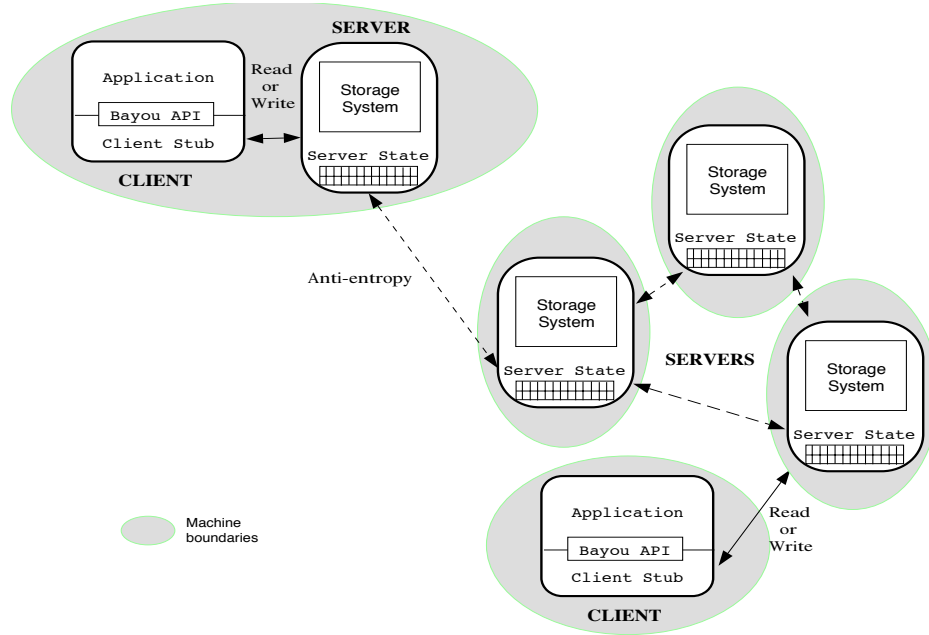 SERVER
Application
Bayou API
Client Stub
CLIENT
Read
or
Write
Storage
System
Server State
Anti-entropy
Storage
System
Server State
Storage
System
Server State
SERVERS
Storage
System
Server State
Machine
boundaries
Application
Bayou API
Client Stub
CLIENT
Read
or
Write